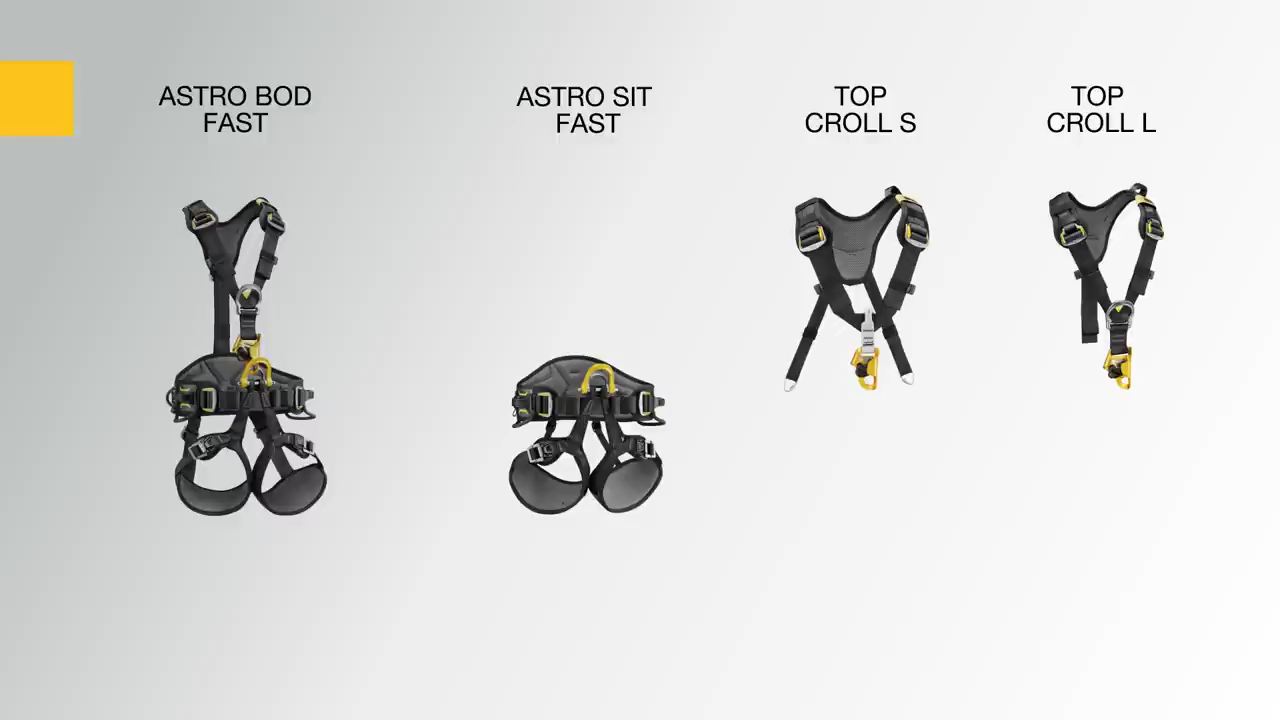 ASTRO BOD
FAST
ASTRO SIT
FAST
TOP
CROLL S
TOP
CROLL L